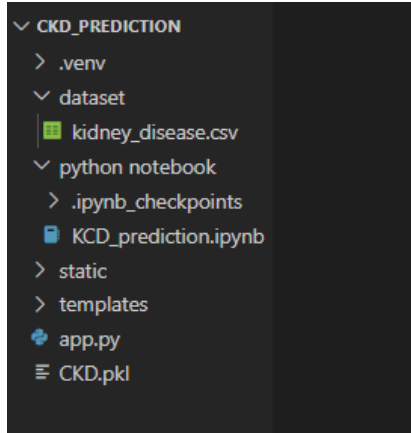 CKD_PREDICTION
.venv
dataset
kidney_disease.csv
python notebook
.ipynb_checkpoints
KCD_prediction.ipynb
static
templates
app.py
CKD.pkl